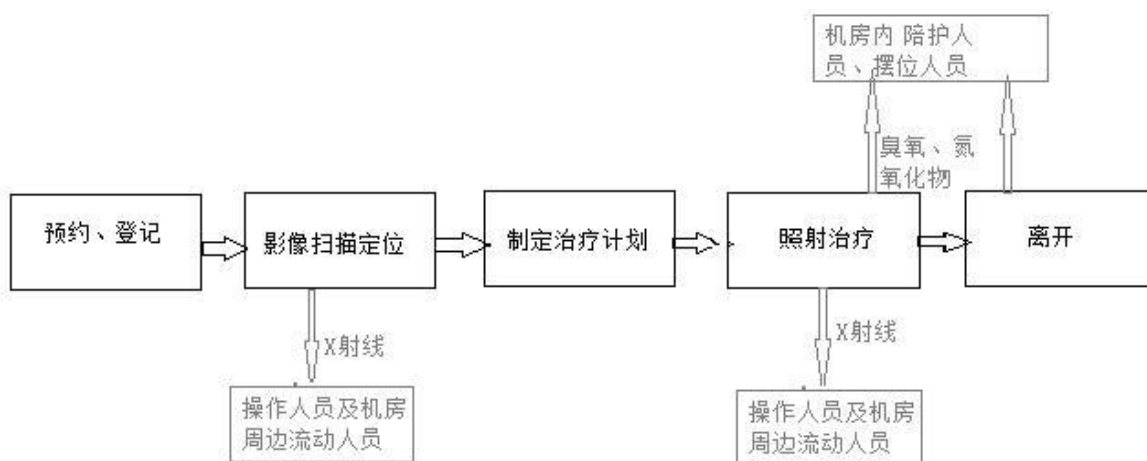 机房内 陪护人
员、摆位人员
臭氧、氮
氧化物
预约、登记
影像扫描定位
制定治疗计划
照射治疗
离开
X射线
X射线
操作人员及机房
周边流动人员
操作人员及机房
周边流动人员